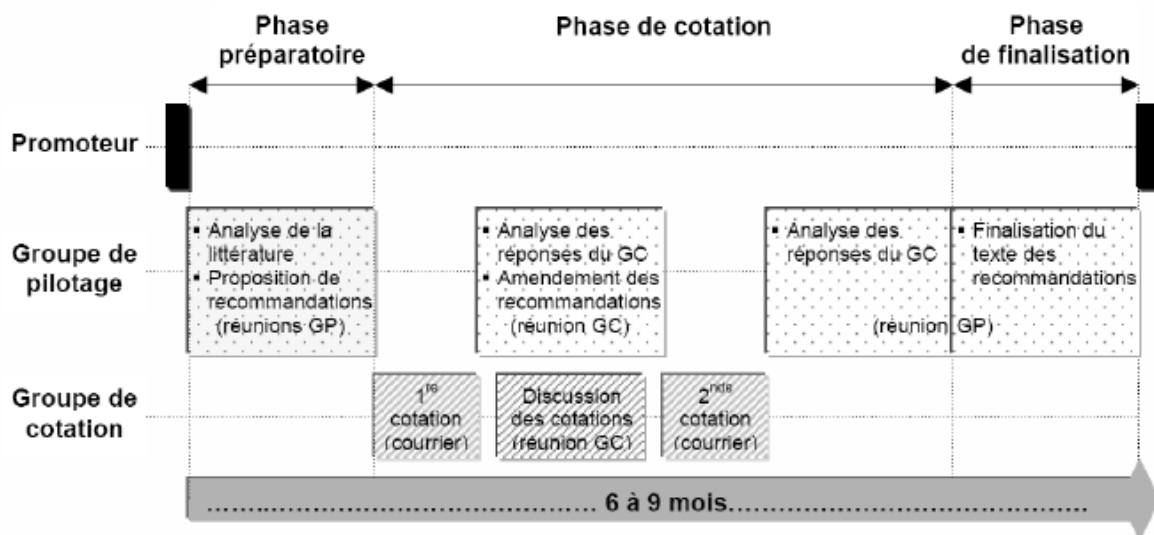 Phase
préparatoire
Phase de cotation
Phase
de finalisation
Promoteur
Groupe de
pilotage
▪ Analyse de la
littérature
▪ Proposition de
recommandations
(réunions GP)
▪ Analyse des
réponses du GC
▪ Amendement des
recommandations
(réunion GC)
▪ Analyse des
réponses du GC
▪ Finalisation du
texte des
recommandations
(réunion GP)
Groupe de
cotation
1re
cotation
(courrier)
Discussion
des cotations
(réunion GC)
2nde
cotation
(courrier)
6 à 9 mois